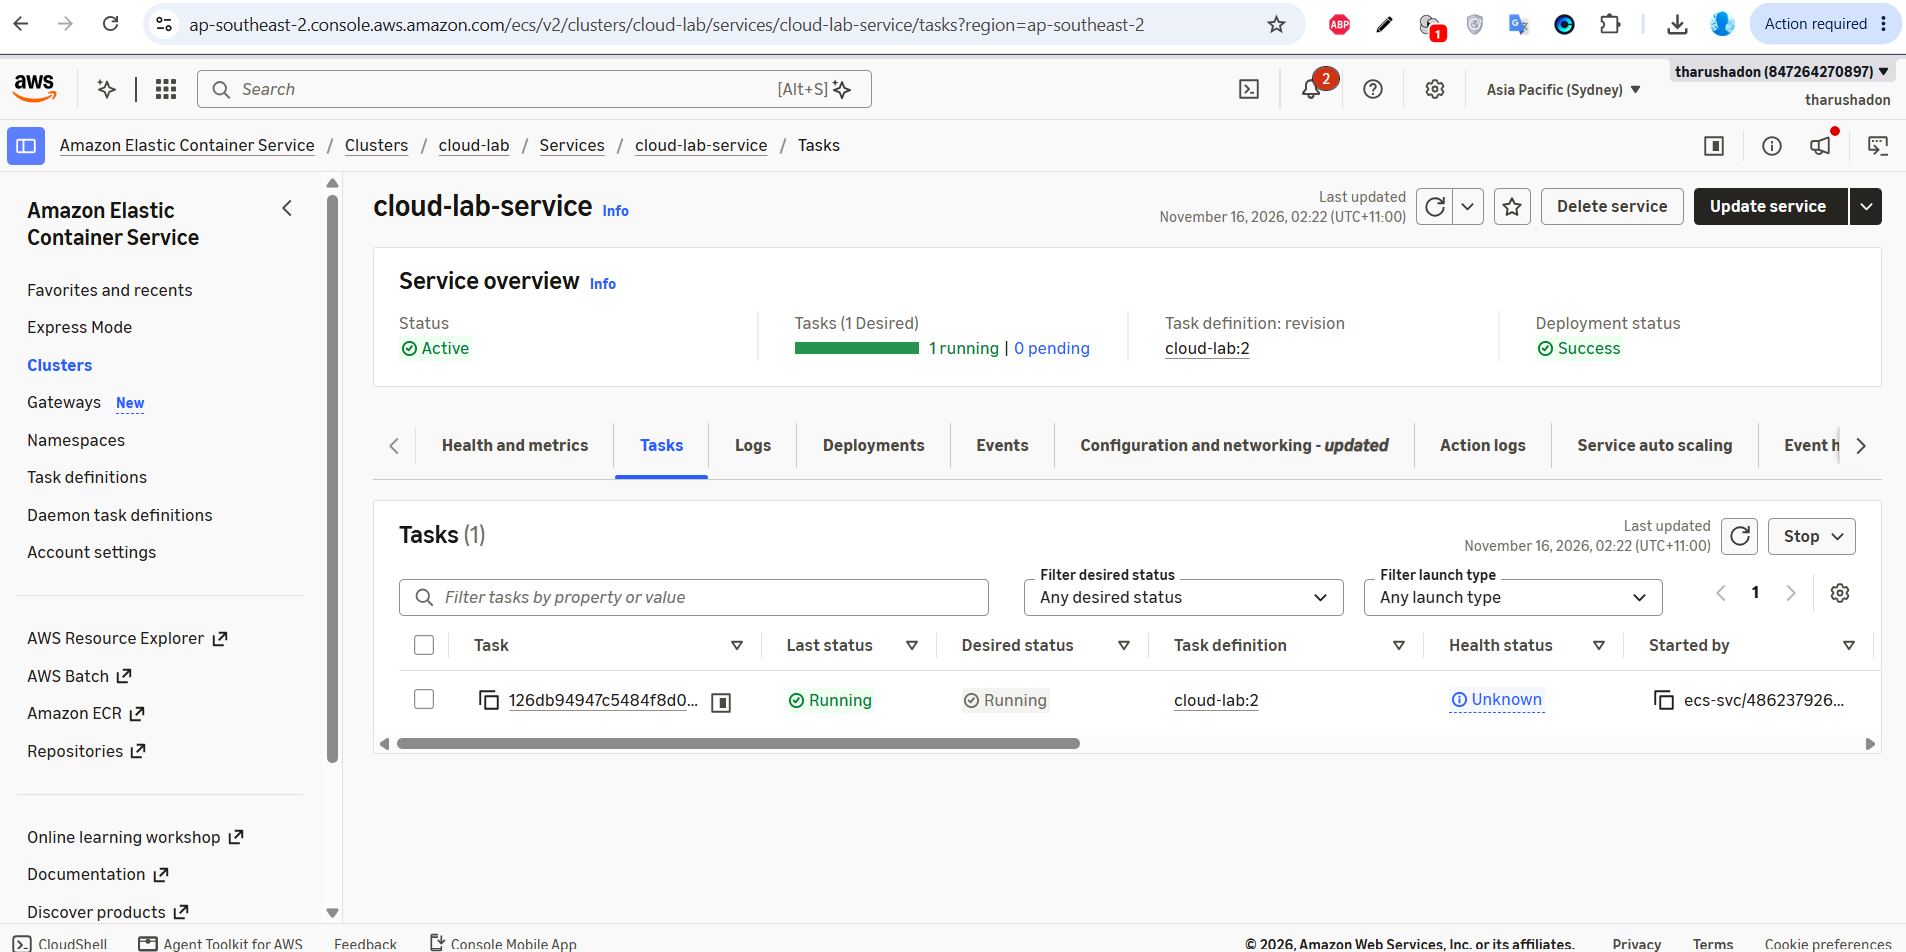 ap-southeast-2.console.aws.amazon.com/ecs/v2/clusters/cloud-lab/services/cloud-lab-service/tasks?region=ap-southeast-2
ABP
1
Action required
aws
Search
[Alt+S]
2
Asia Pacific (Sydney)
tharushadon (847264270897)
tharushadon
Amazon Elastic Container Service / Clusters / cloud-lab / Services / cloud-lab-service / Tasks
Amazon Elastic
Container Service
Favorites and recents
Express Mode
Clusters
Gateways New
Namespaces
Task definitions
Daemon task definitions
Account settings
AWS Resource Explorer
AWS Batch
Amazon ECR
Repositories
Online learning workshop
Documentation
Discover products
cloud-lab-service Info
Last updated
November 16, 2026, 02:22 (UTC+11:00)
Delete service
Update service
Service overview Info
Status
Active
Tasks (1 Desired)
1 running | 0 pending
Task definition: revision
cloud-lab:2
Deployment status
Success
Health and metrics
Tasks
Logs
Deployments
Events
Configuration and networking - updated
Action logs
Service auto scaling
Event h
Tasks (1)
Last updated
November 16, 2026, 02:22 (UTC+11:00)
Stop
Filter tasks by property or value
Filter desired status
Any desired status
Filter launch type
Any launch type
1
Task Last status Desired status Task definition Health status Started by
126db94947c5484f8d0... Running Running cloud-lab:2 Unknown ecs-svc/486237926...
CloudShell Agent Toolkit for AWS Feedback Console Mobile App
© 2026, Amazon Web Services, Inc. or its affiliates. Privacy Terms Cookie preferences